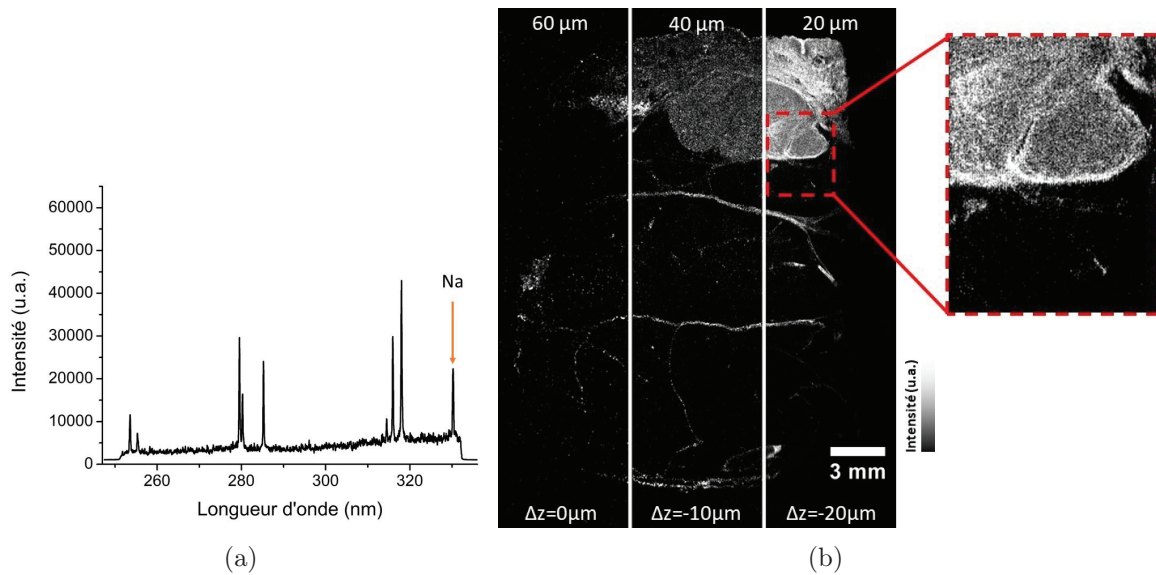 60 µm 40 µm 20 µm
60000
50000
40000
30000
20000
10000
0
Intensité (u.a.)
Na
260 280 300 320
Longueur d'onde (nm)
3 mm
Δz=0µm Δz=-10µm Δz=-20µm
Intensité (u.a.)
(a) (b)